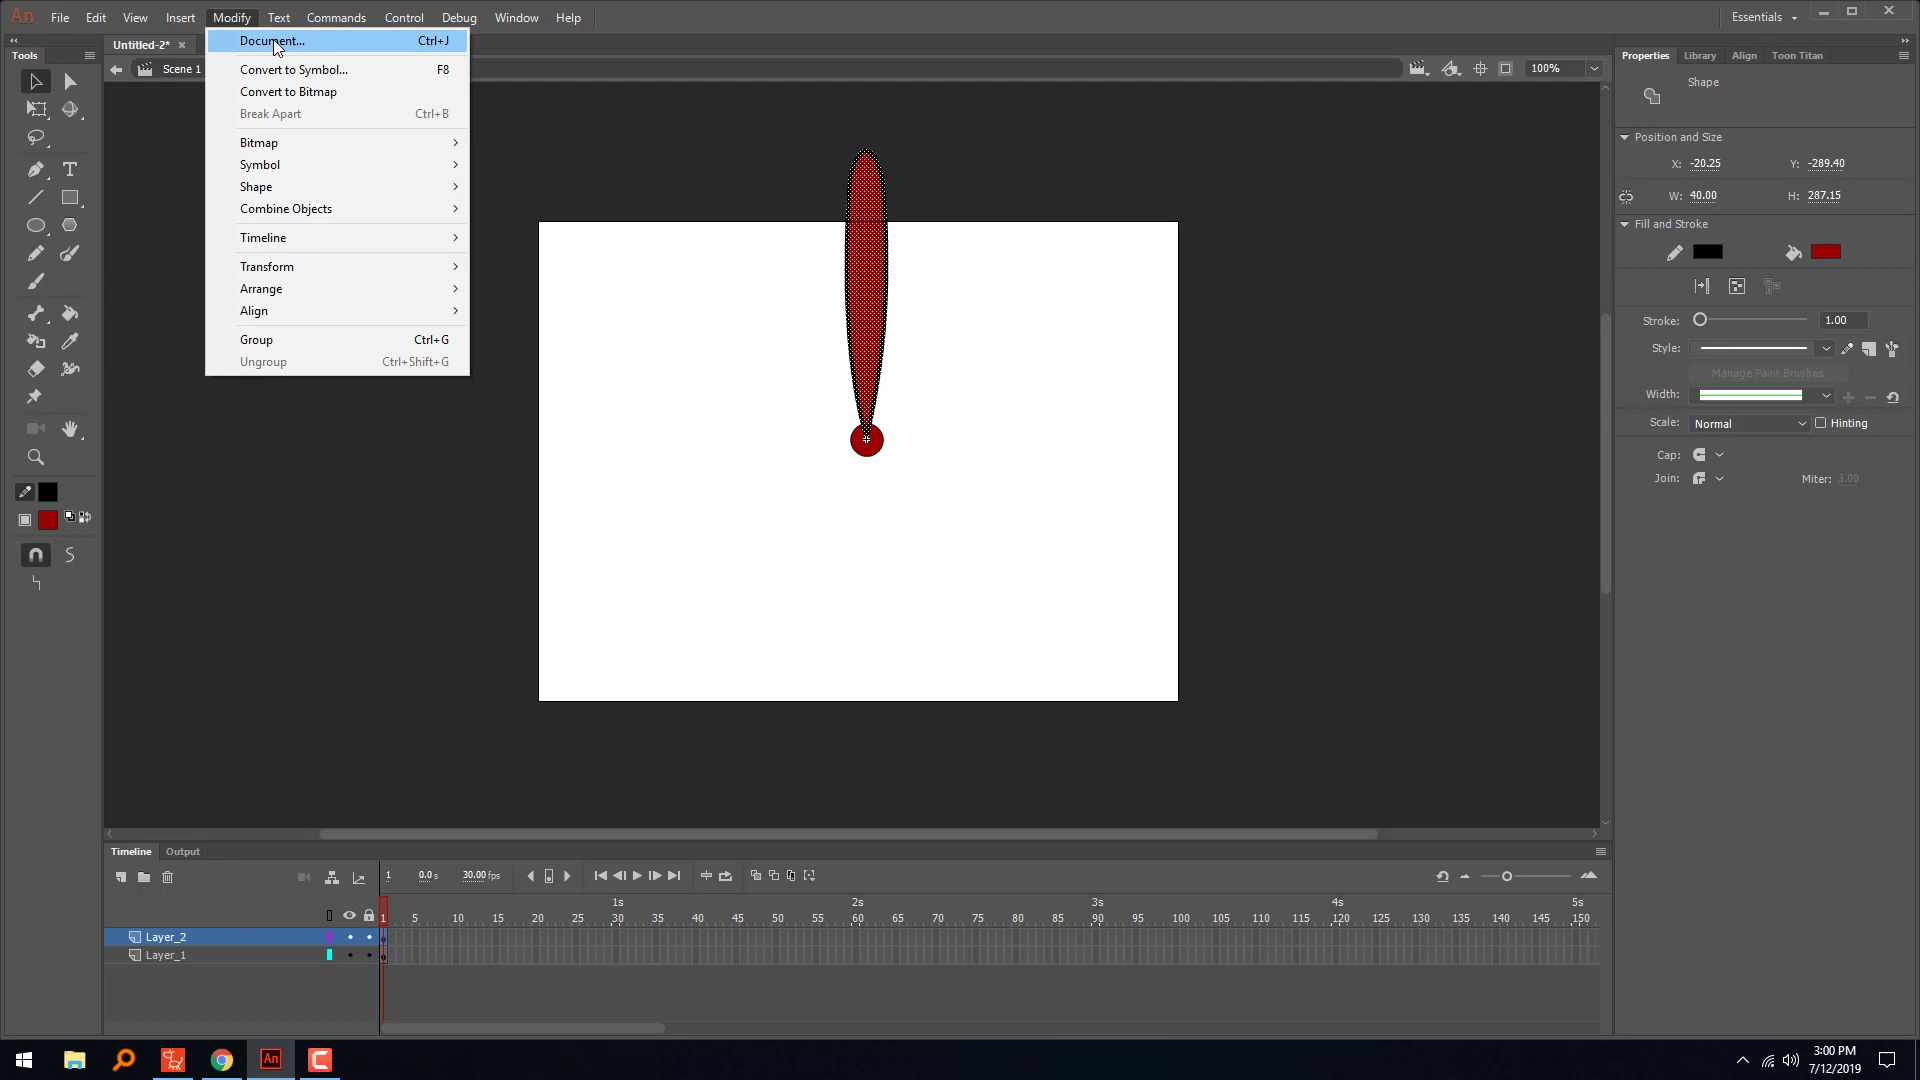 An File Edit View Insert Modify Text Commands Control Debug Window Help Essentials
Untitled-2*
Tools
Scene 1
100%
Document... Ctrl+J
Convert to Symbol... F8
Convert to Bitmap
Break Apart Ctrl+B
Bitmap
Symbol
Shape
Combine Objects
Timeline
Transform
Arrange
Align
Group Ctrl+G
Ungroup Ctrl+Shift+G
Properties Library Align Toon Titan
Shape
Position and Size
X: -20.25 Y: -289.40
W: 40.00 H: 287.15
Fill and Stroke
Stroke: 1.00
Style:
Manage Paint Brushes
Width:
Scale: Normal Hinting
Cap:
Join: Miter: 3.00
Timeline Output
1 0.0 s 30.00 fps
1s 2s 3s 4s 5s
1 5 10 15 20 25 30 35 40 45 50 55 60 65 70 75 80 85 90 95 100 105 110 115 120 125 130 135 140 145 150
Layer_2
Layer_1
An
3:00 PM
7/12/2019